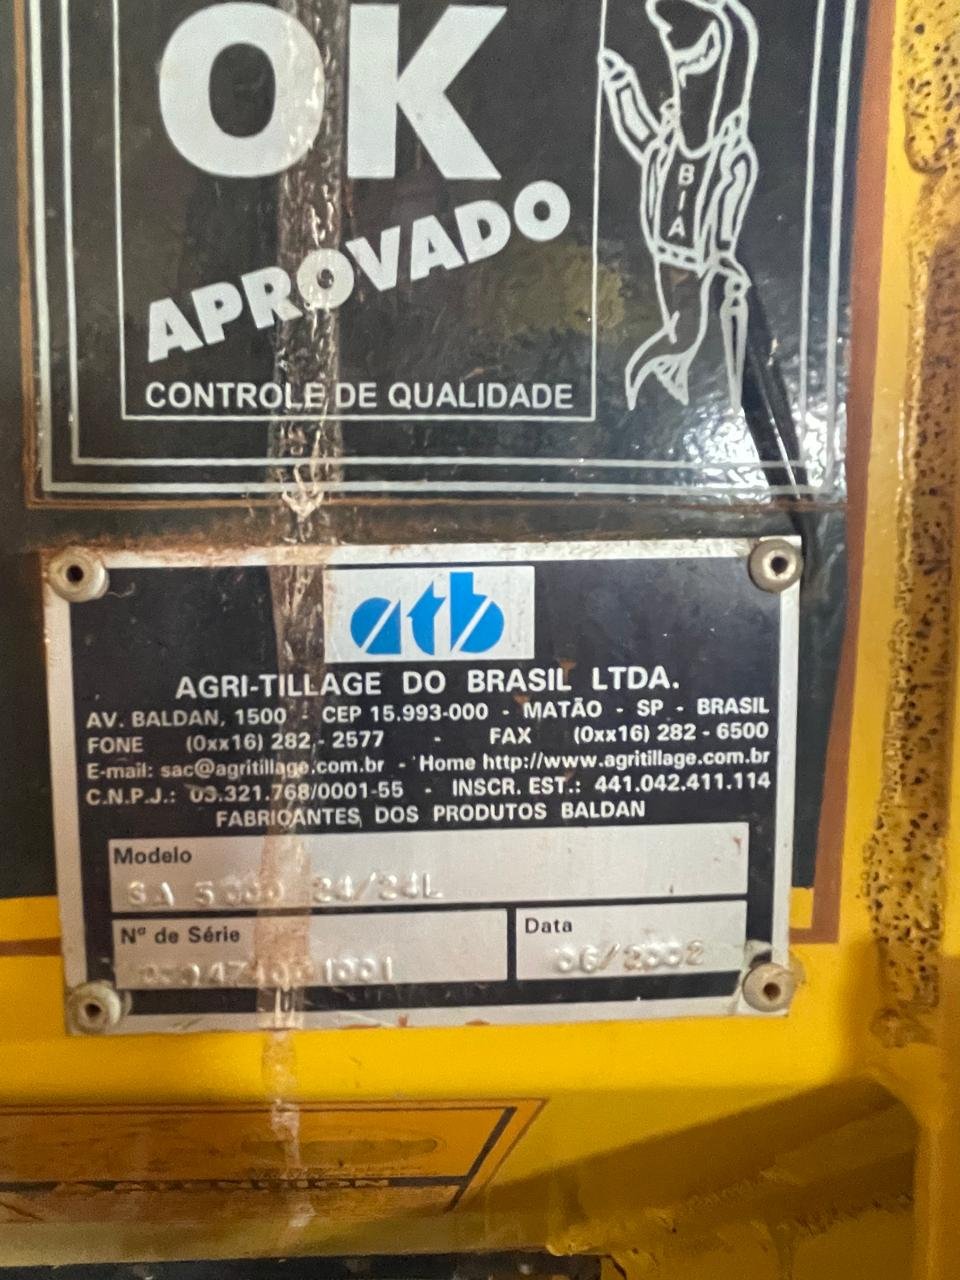 OK
APROVADO
CONTROLE DE QUALIDADE
BIA
atb
AGRI-TILLAGE DO BRASIL LTDA.
AV. BALDAN, 1500 - CEP 15.993-000 - MATÃO - SP - BRASIL
FONE (0xx16) 282 - 2577 - FAX (0xx16) 282 - 6500
E-mail: sac@agritillage.com.br - Home http://www.agritillage.com.br
C.N.P.J.: 03.321.768/0001-55 - INSCR. EST.: 441.042.411.114
FABRICANTES DOS PRODUTOS BALDAN
Modelo
SA
Nº de Série
Data
06/2002